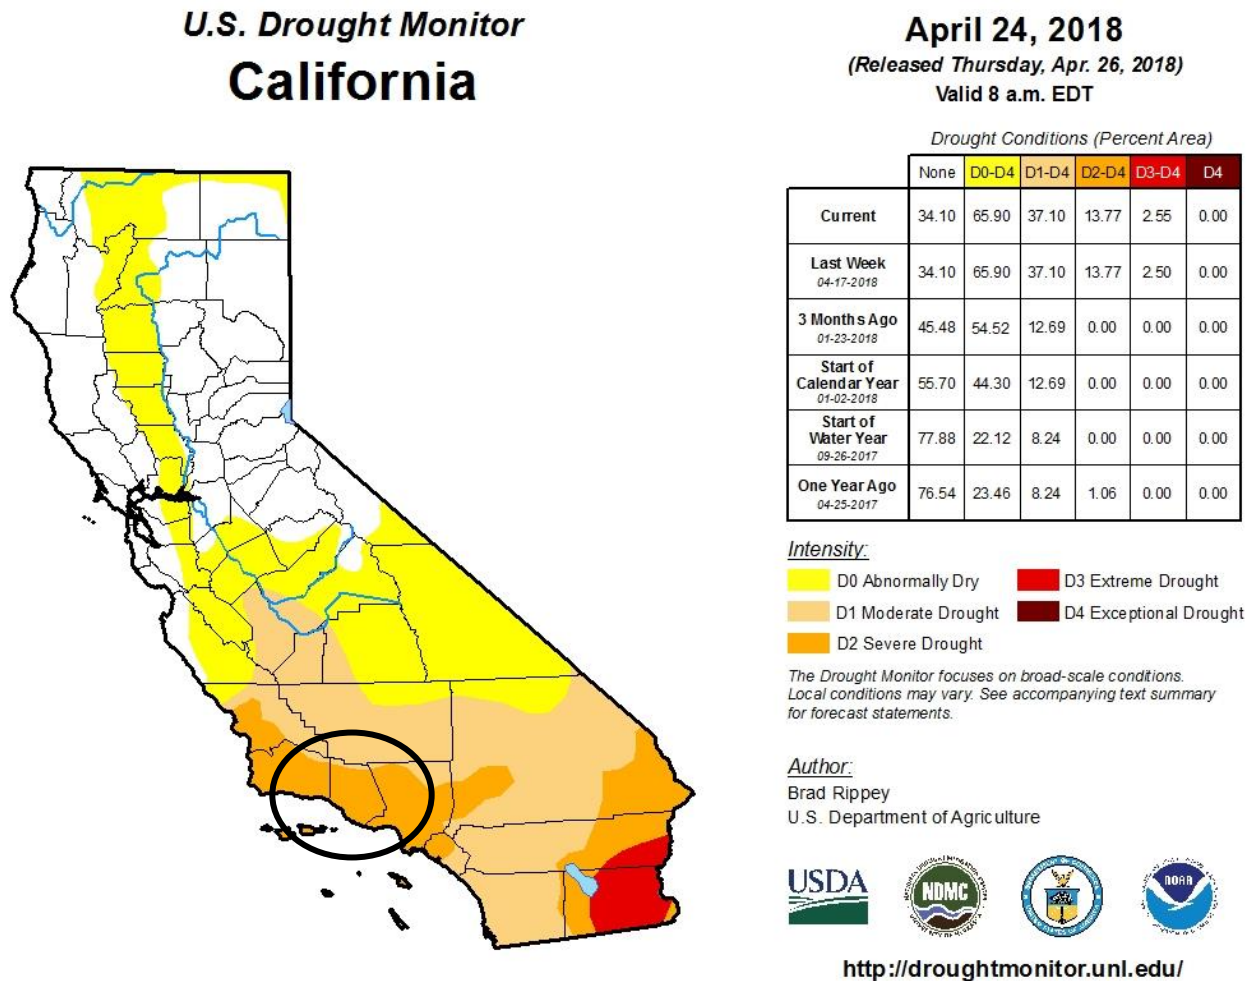 U.S. Drought Monitor
California
April 24, 2018
(Released Thursday, Apr. 26, 2018)
Valid 8 a.m. EDT
Drought Conditions (Percent Area)
None D0-D4 D1-D4 D2-D4 D3-D4 D4
Current 34.10 65.90 37.10 13.77 2.55 0.00
Last Week
04-17-2018 34.10 65.90 37.10 13.77 2.50 0.00
3 Months Ago
01-23-2018 45.48 54.52 12.69 0.00 0.00 0.00
Start of
Calendar Year
01-02-2018 55.70 44.30 12.69 0.00 0.00 0.00
Start of
Water Year
09-26-2017 77.88 22.12 8.24 0.00 0.00 0.00
One Year Ago
04-25-2017 76.54 23.46 8.24 1.06 0.00 0.00
Intensity:
D0 Abnormally Dry
D1 Moderate Drought
D2 Severe Drought
D3 Extreme Drought
D4 Exceptional Drought
The Drought Monitor focuses on broad-scale conditions.
Local conditions may vary. See accompanying text summary
for forecast statements.
Author:
Brad Rippey
U.S. Department of Agriculture
USDA
NDMC
NOAA
http://droughtmonitor.unl.edu/